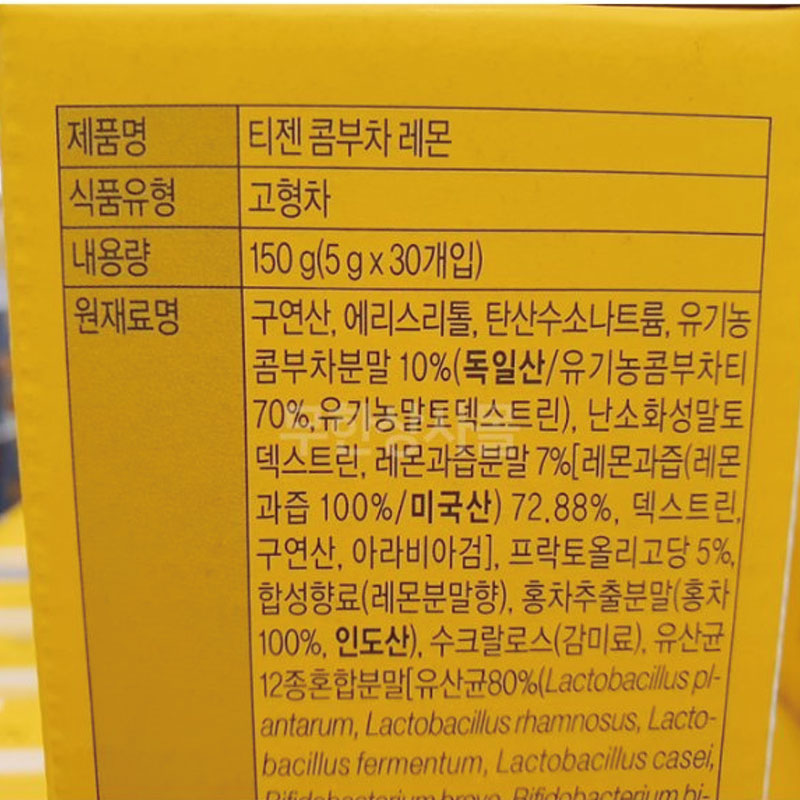 제품명 티젠 콤부차 레몬
식품유형 고형차
내용량 150 g(5 g x 30개입)
원재료명 구연산, 에리스리톨, 탄산수소나트륨, 유기농
콤부차분말 10%(독일산/유기농콤부차티
70%,유기농말토덱스트린), 난소화성말토
덱스트린, 레몬과즙분말 7%[레몬과즙(레몬
과즙 100%/미국산) 72.88%, 덱스트린,
구연산, 아라비아검], 프락토올리고당 5%,
합성향료(레몬분말향), 홍차추출분말(홍차
100%, 인도산), 수크랄로스(감미료), 유산균
12종혼합분말[유산균80%(Lactobacillus pl-
antarum, Lactobacillus rhamnosus, Lacto-
bacillus fermentum, Lactobacillus casei,
Bifidobacterium breve, Bifidobacterium bi-